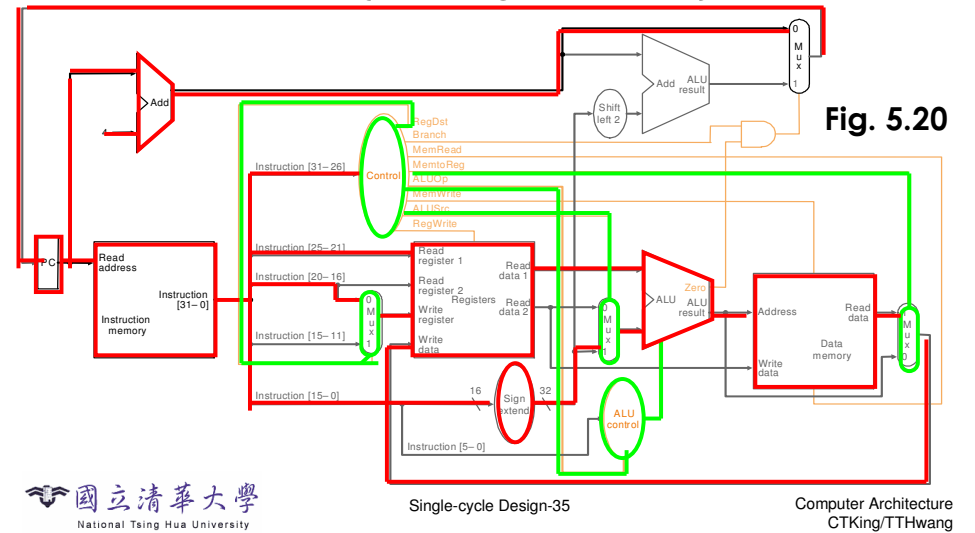 0
M
u
x
1
Add
Add
ALU
result
Shift
left 2
Fig. 5.20
RegDst
Branch
MemRead
MemtoReg
ALUOp
MemWrite
ALUSrc
RegWrite
Instruction [31–26]
Control
PC
Read
address
Instruction
[31–0]
Instruction
memory
Instruction [25–21]
Instruction [20–16]
Instruction [15–11]
Instruction [15–0]
0
M
u
x
1
Read
register 1
Read
register 2
Registers
Write
register
Write
data
Read
data 1
Read
data 2
0
M
u
x
1
Zero
ALU
ALU
result
Address
Read
data
Data
memory
Write
data
M
u
x
0
16
Sign
extend
32
ALU
control
Instruction [5–0]
國立清華大學
National Tsing Hua University
Single-cycle Design-35
Computer Architecture
CTKing/TTHwang